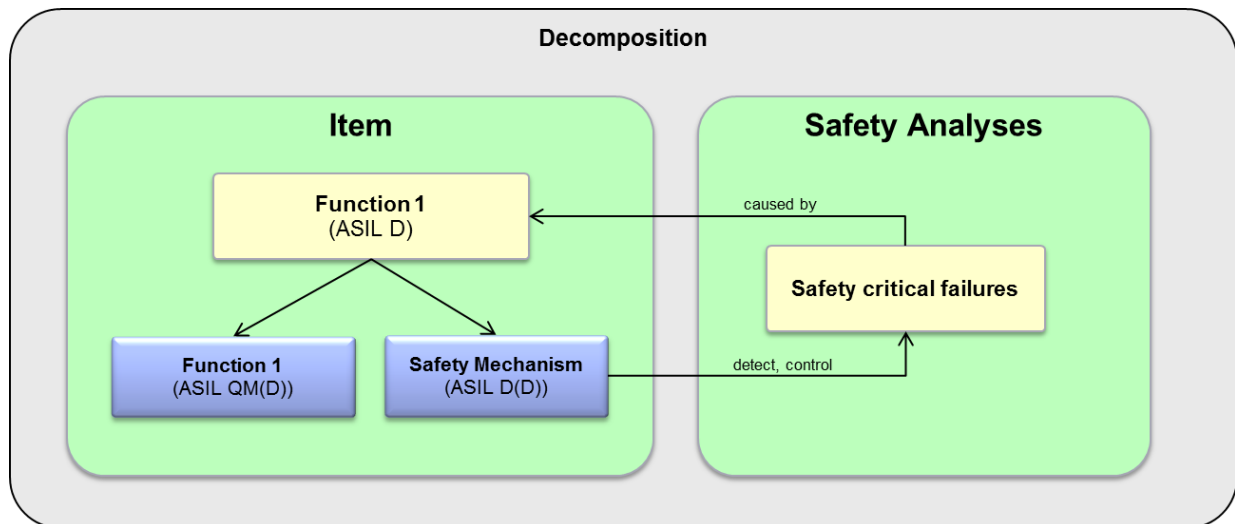 Decomposition
Item
Safety Analyses
Function 1
(ASIL D)
caused by
Safety critical failures
Function 1
(ASIL QM(D))
Safety Mechanism
(ASIL D(D))
detect, control